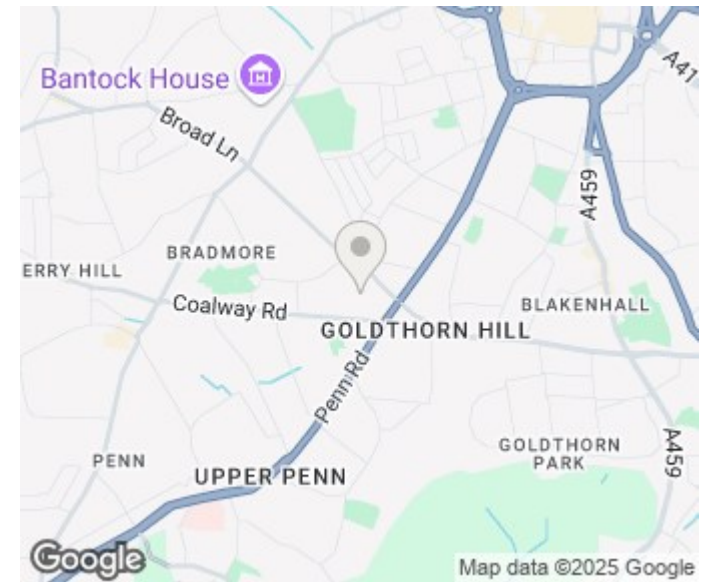 Bantock House
Broad Ln
A41
A459
BRADMORE
ERRY HILL
Coalway Rd
BLAKENHALL
GOLDTHORN HILL
Penn Rd
GOLDTHORN
PARK
A459
PENN
UPPER PENN
Google
Map data ©2025 Google